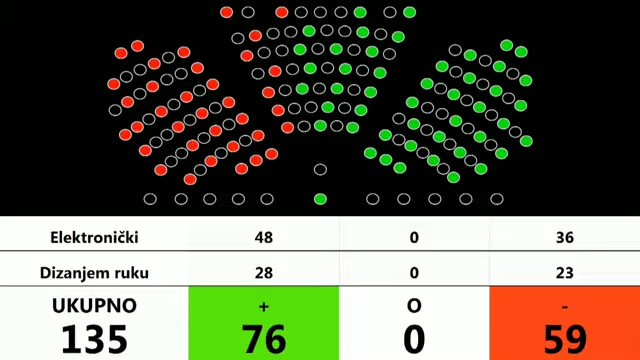 Elektronički 48 0 36
Dizanjem ruku 28 0 23
UKUPNO + O -
135 76 0 59